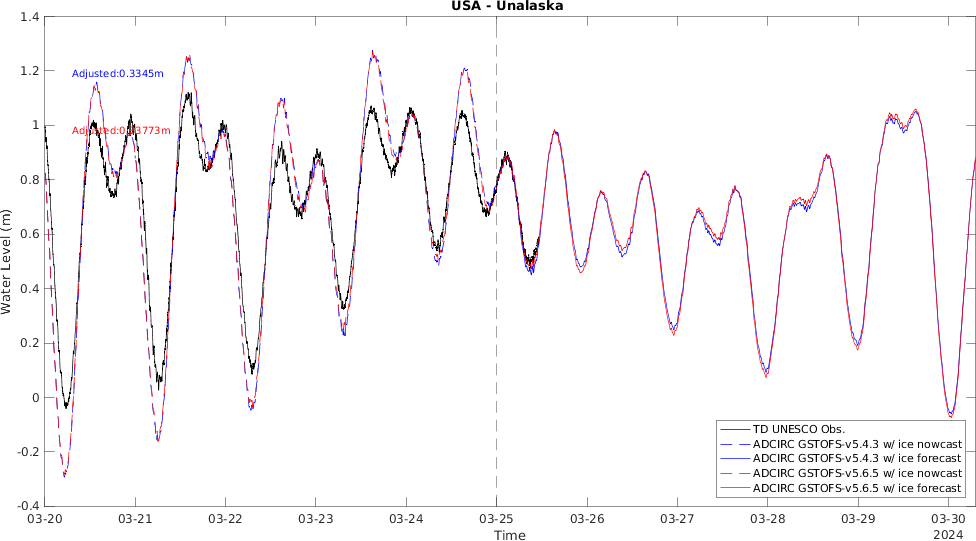 USA - Unalaska
1.4
1.2
1
0.8
0.6
0.4
0.2
0
-0.2
-0.4
Water Level (m)
Adjusted:0.3345m
03-20
03-21
03-22
03-23
03-24
03-25
03-26
03-27
03-28
03-29
03-30
2024
Time
TD UNESCO Obs.
ADCIRC GSTOFS-v5.4.3 w/ ice nowcast
ADCIRC GSTOFS-v5.4.3 w/ ice forecast
ADCIRC GSTOFS-v5.6.5 w/ ice nowcast
ADCIRC GSTOFS-v5.6.5 w/ ice forecast